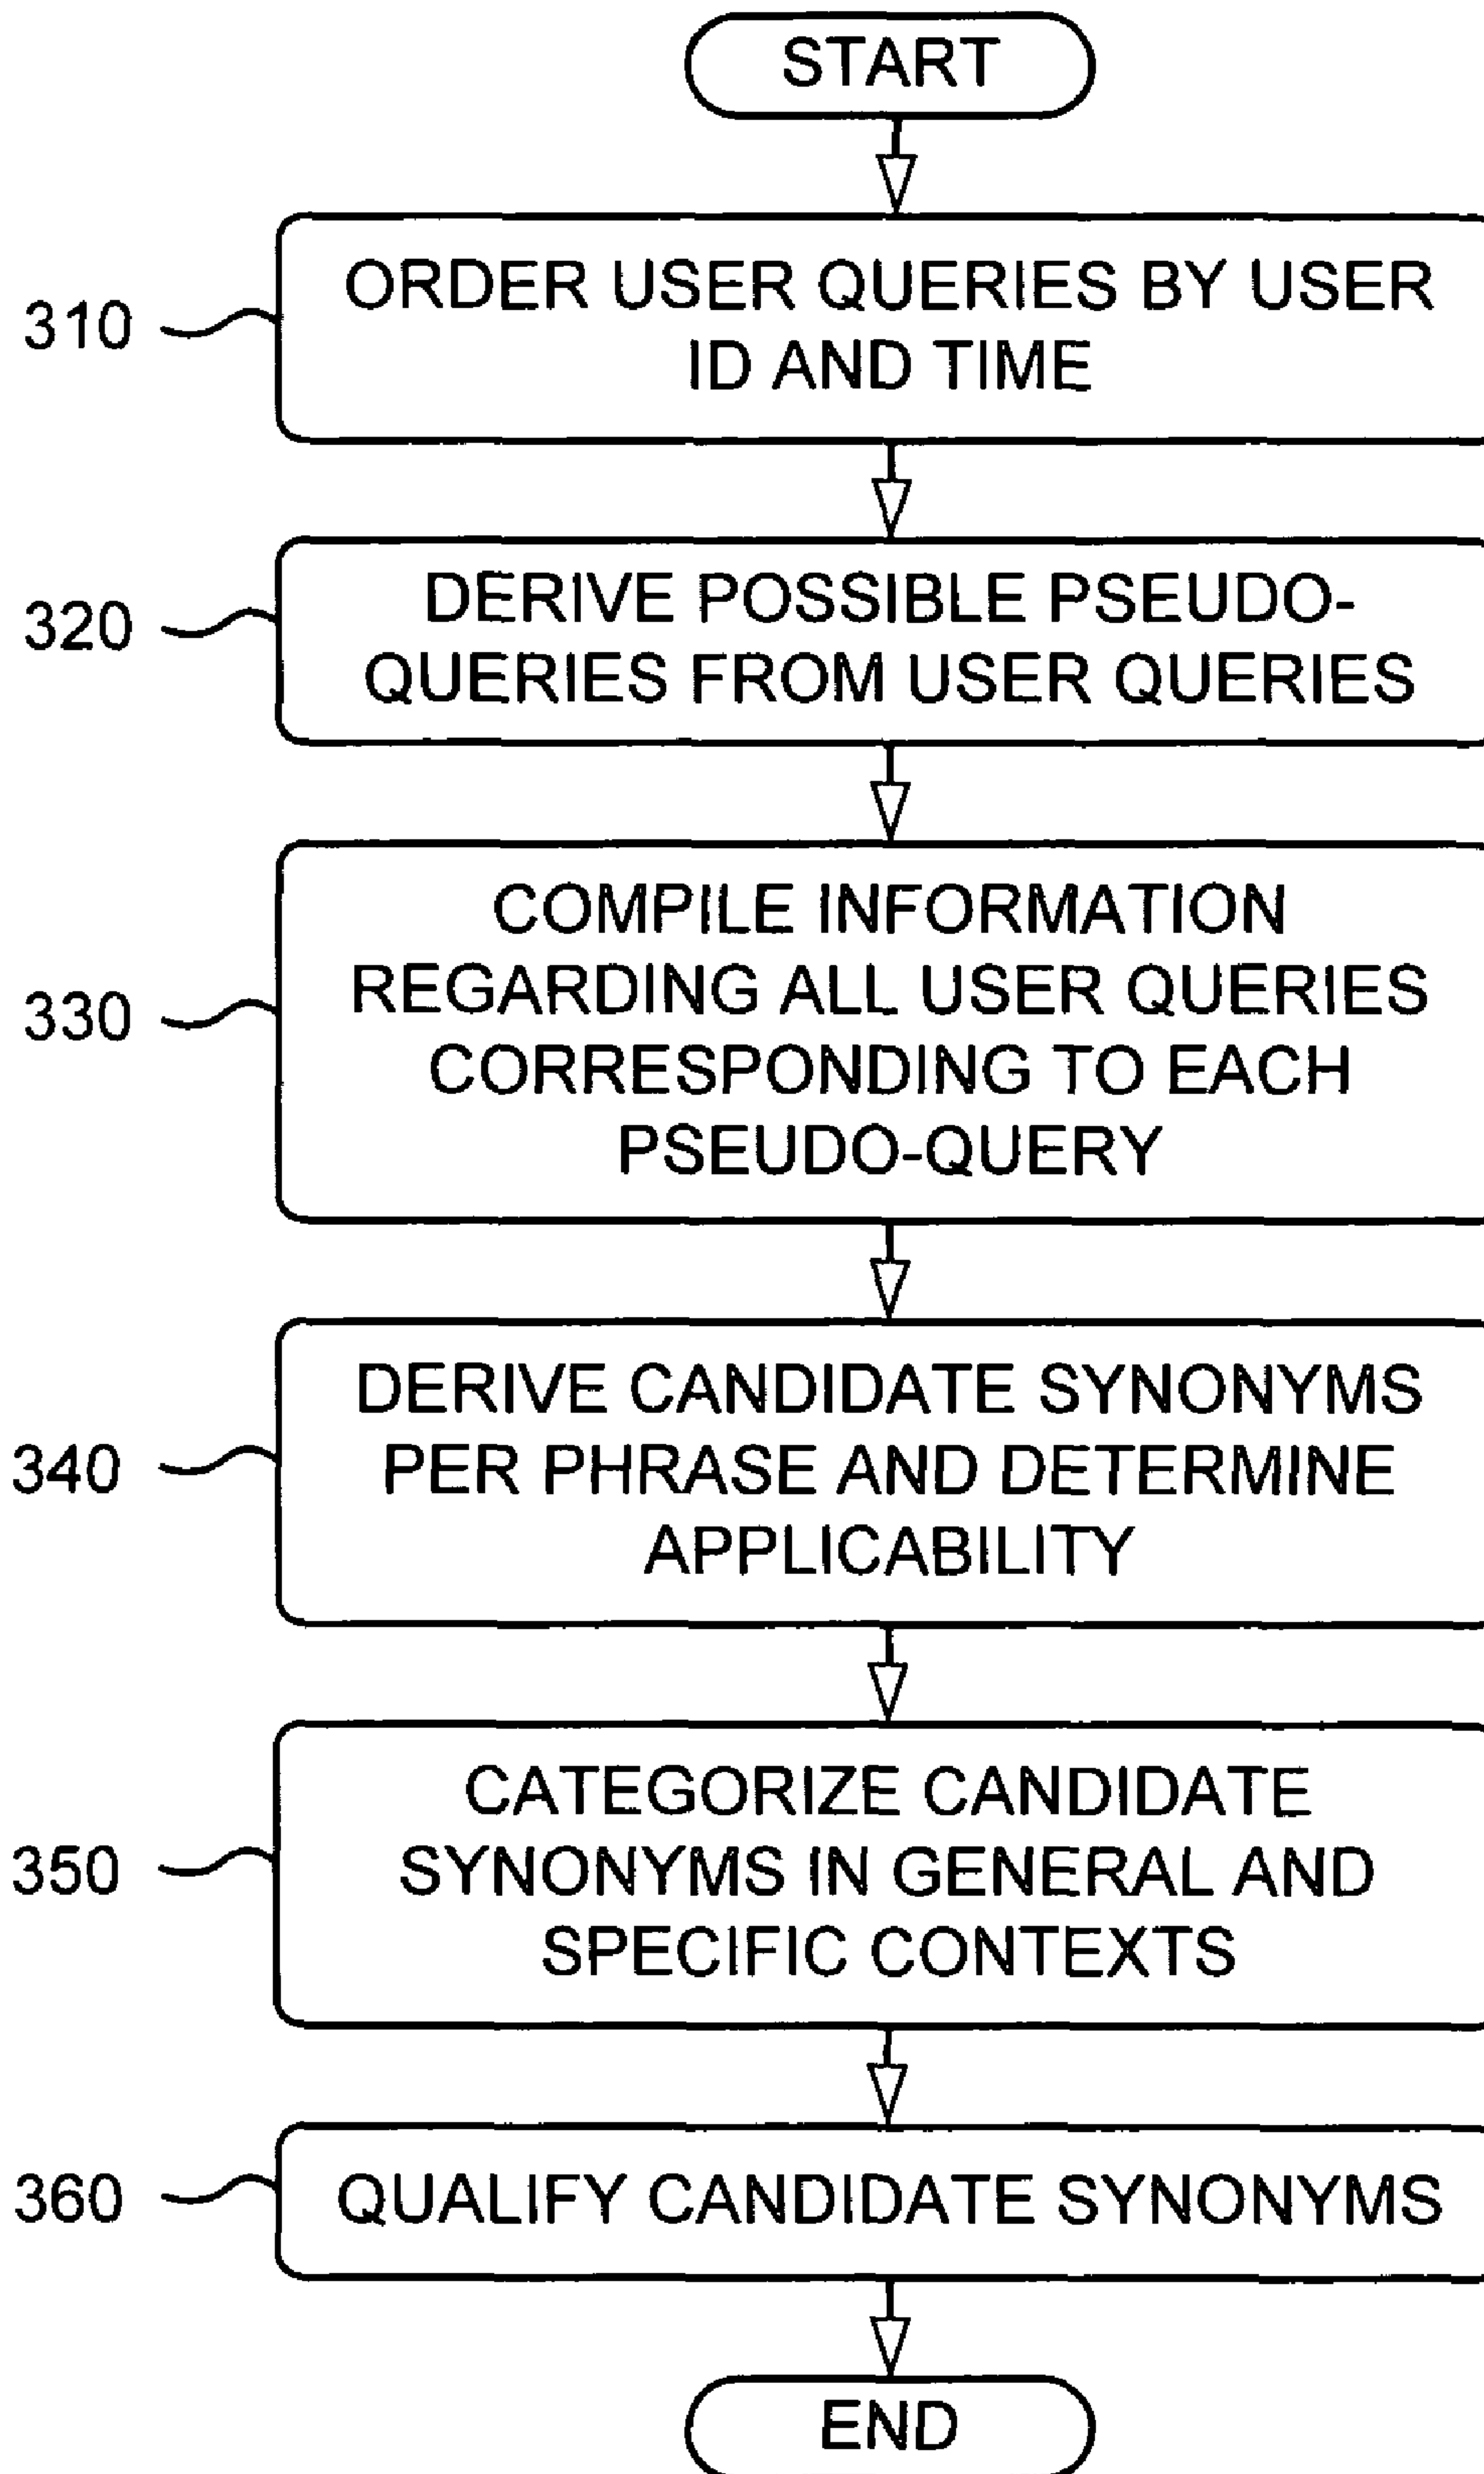 START
310
ORDER USER QUERIES BY USER
ID AND TIME
320
DERIVE POSSIBLE PSEUDO-
QUERIES FROM USER QUERIES
330
COMPILE INFORMATION
REGARDING ALL USER QUERIES
CORRESPONDING TO EACH
PSEUDO-QUERY
340
DERIVE CANDIDATE SYNONYMS
PER PHRASE AND DETERMINE
APPLICABILITY
350
CATEGORIZE CANDIDATE
SYNONYMS IN GENERAL AND
SPECIFIC CONTEXTS
360
QUALIFY CANDIDATE SYNONYMS
END